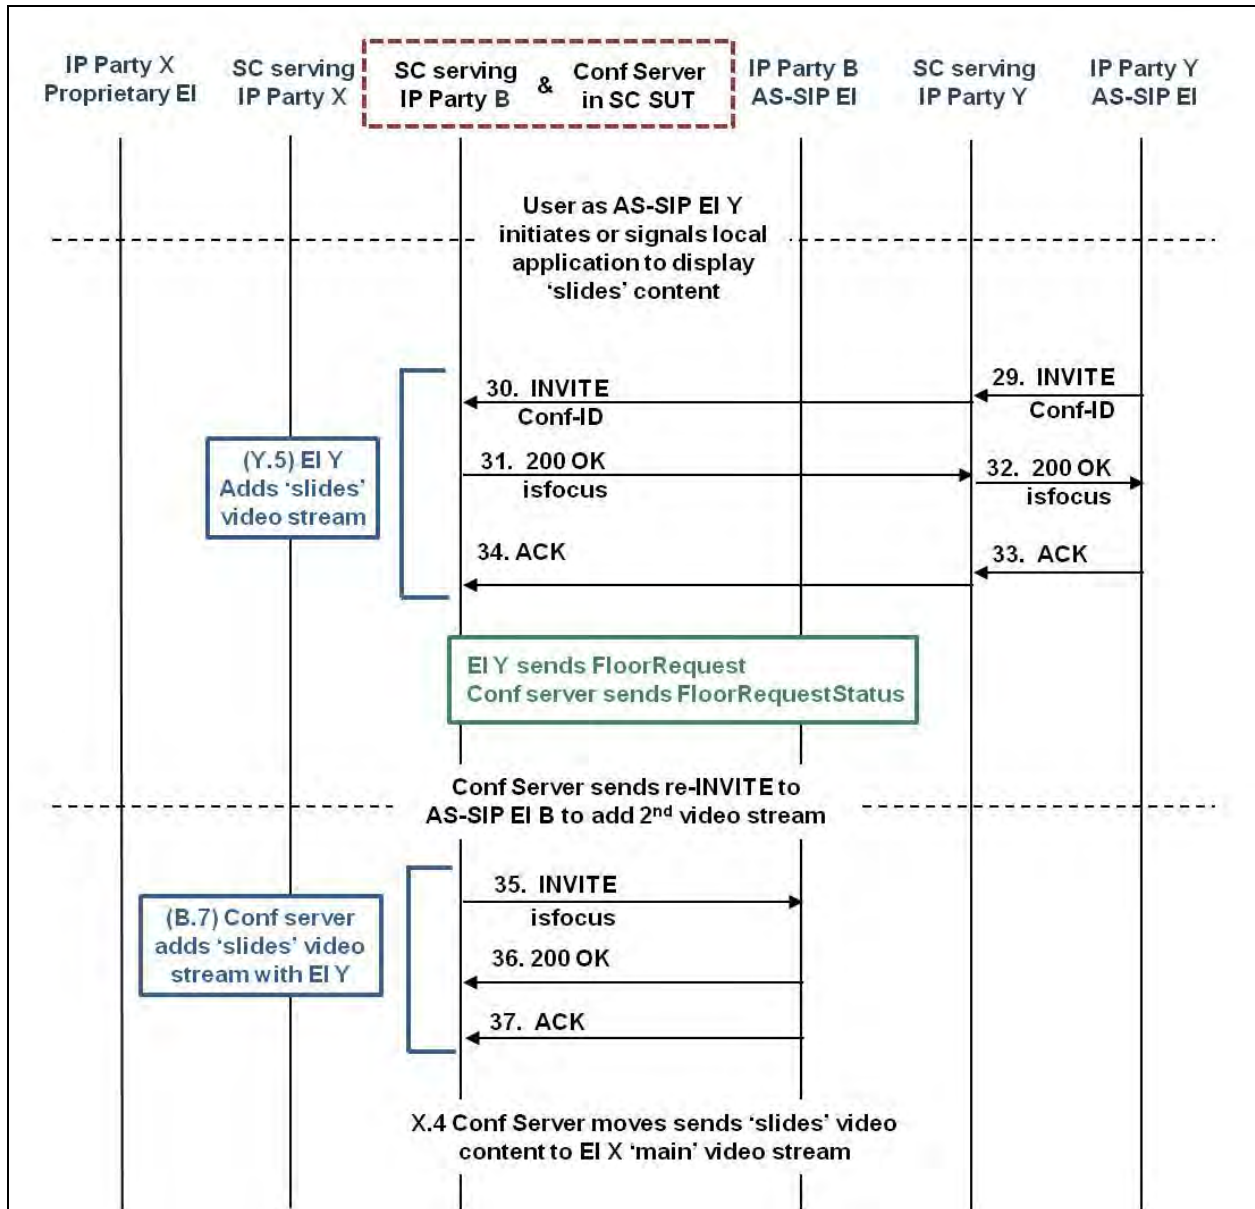 IP Party X
Proprietary EI
SC serving
IP Party X
SC serving
IP Party B
&
Conf Server
in SC SUT
IP Party B
AS-SIP EI
SC serving
IP Party Y
IP Party Y
AS-SIP EI
User as AS-SIP EI Y
initiates or signals local
application to display
‘slides’ content
29. INVITE
Conf-ID
30. INVITE
Conf-ID
(Y.5) EI Y
Adds ‘slides’
video stream
31. 200 OK
isfocus
32. 200 OK
isfocus
34. ACK
33. ACK
EI Y sends FloorRequest
Conf server sends FloorRequestStatus
Conf Server sends re-INVITE to
AS-SIP EI B to add 2nd video stream
35. INVITE
isfocus
(B.7) Conf server
adds ‘slides’ video
stream with EI Y
36. 200 OK
37. ACK
X.4 Conf Server moves sends ‘slides’ video
content to EI X ‘main’ video stream